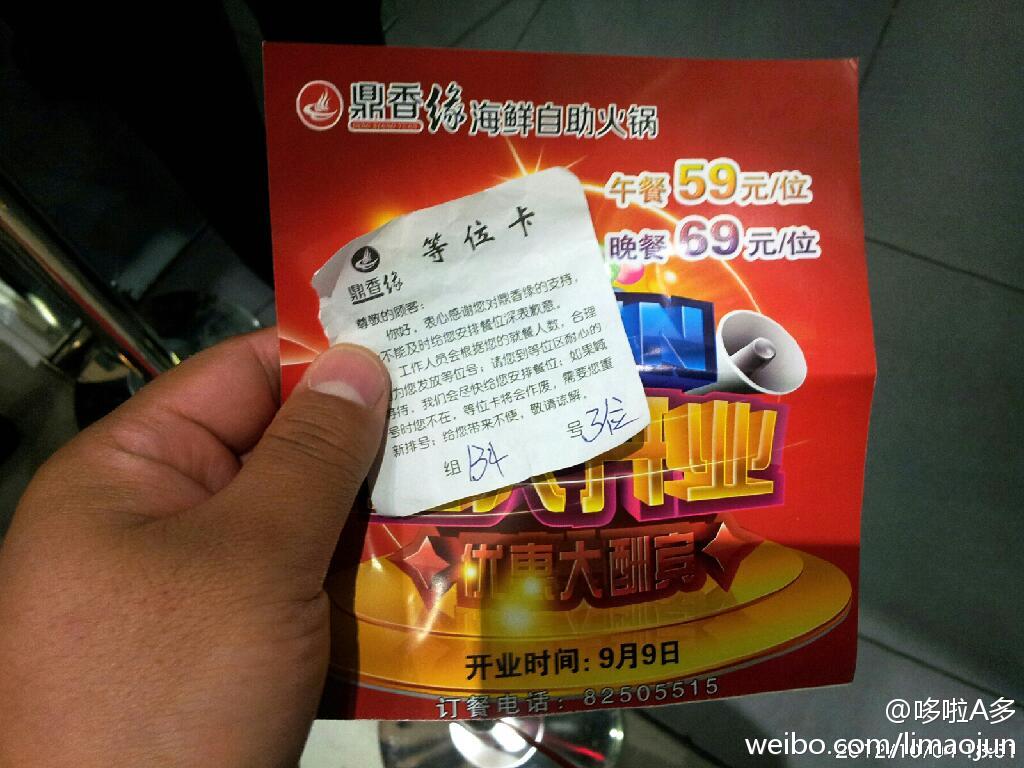 鼎香缘 海鲜自助火锅
午餐 59元/位
晚餐 69元/位
等位卡
鼎香缘
尊敬的顾客：
你好，衷心感谢您对鼎香缘的支持，
不能及时给您安排餐位深表歉意。
工作人员会根据您的就餐人数，合理
为您发放等位号；请您到等位区耐心的
等待，我们会尽快给您安排餐位；如果喊
号时您不在，等位卡将会作废，需要您重
新排号；给您带来不便，敬请谅解。
组 B4 号 3位
开业
优惠大酬宾
开业时间：9月9日
订餐电话：82505515
@哆啦A多
weibo.com/limaojun